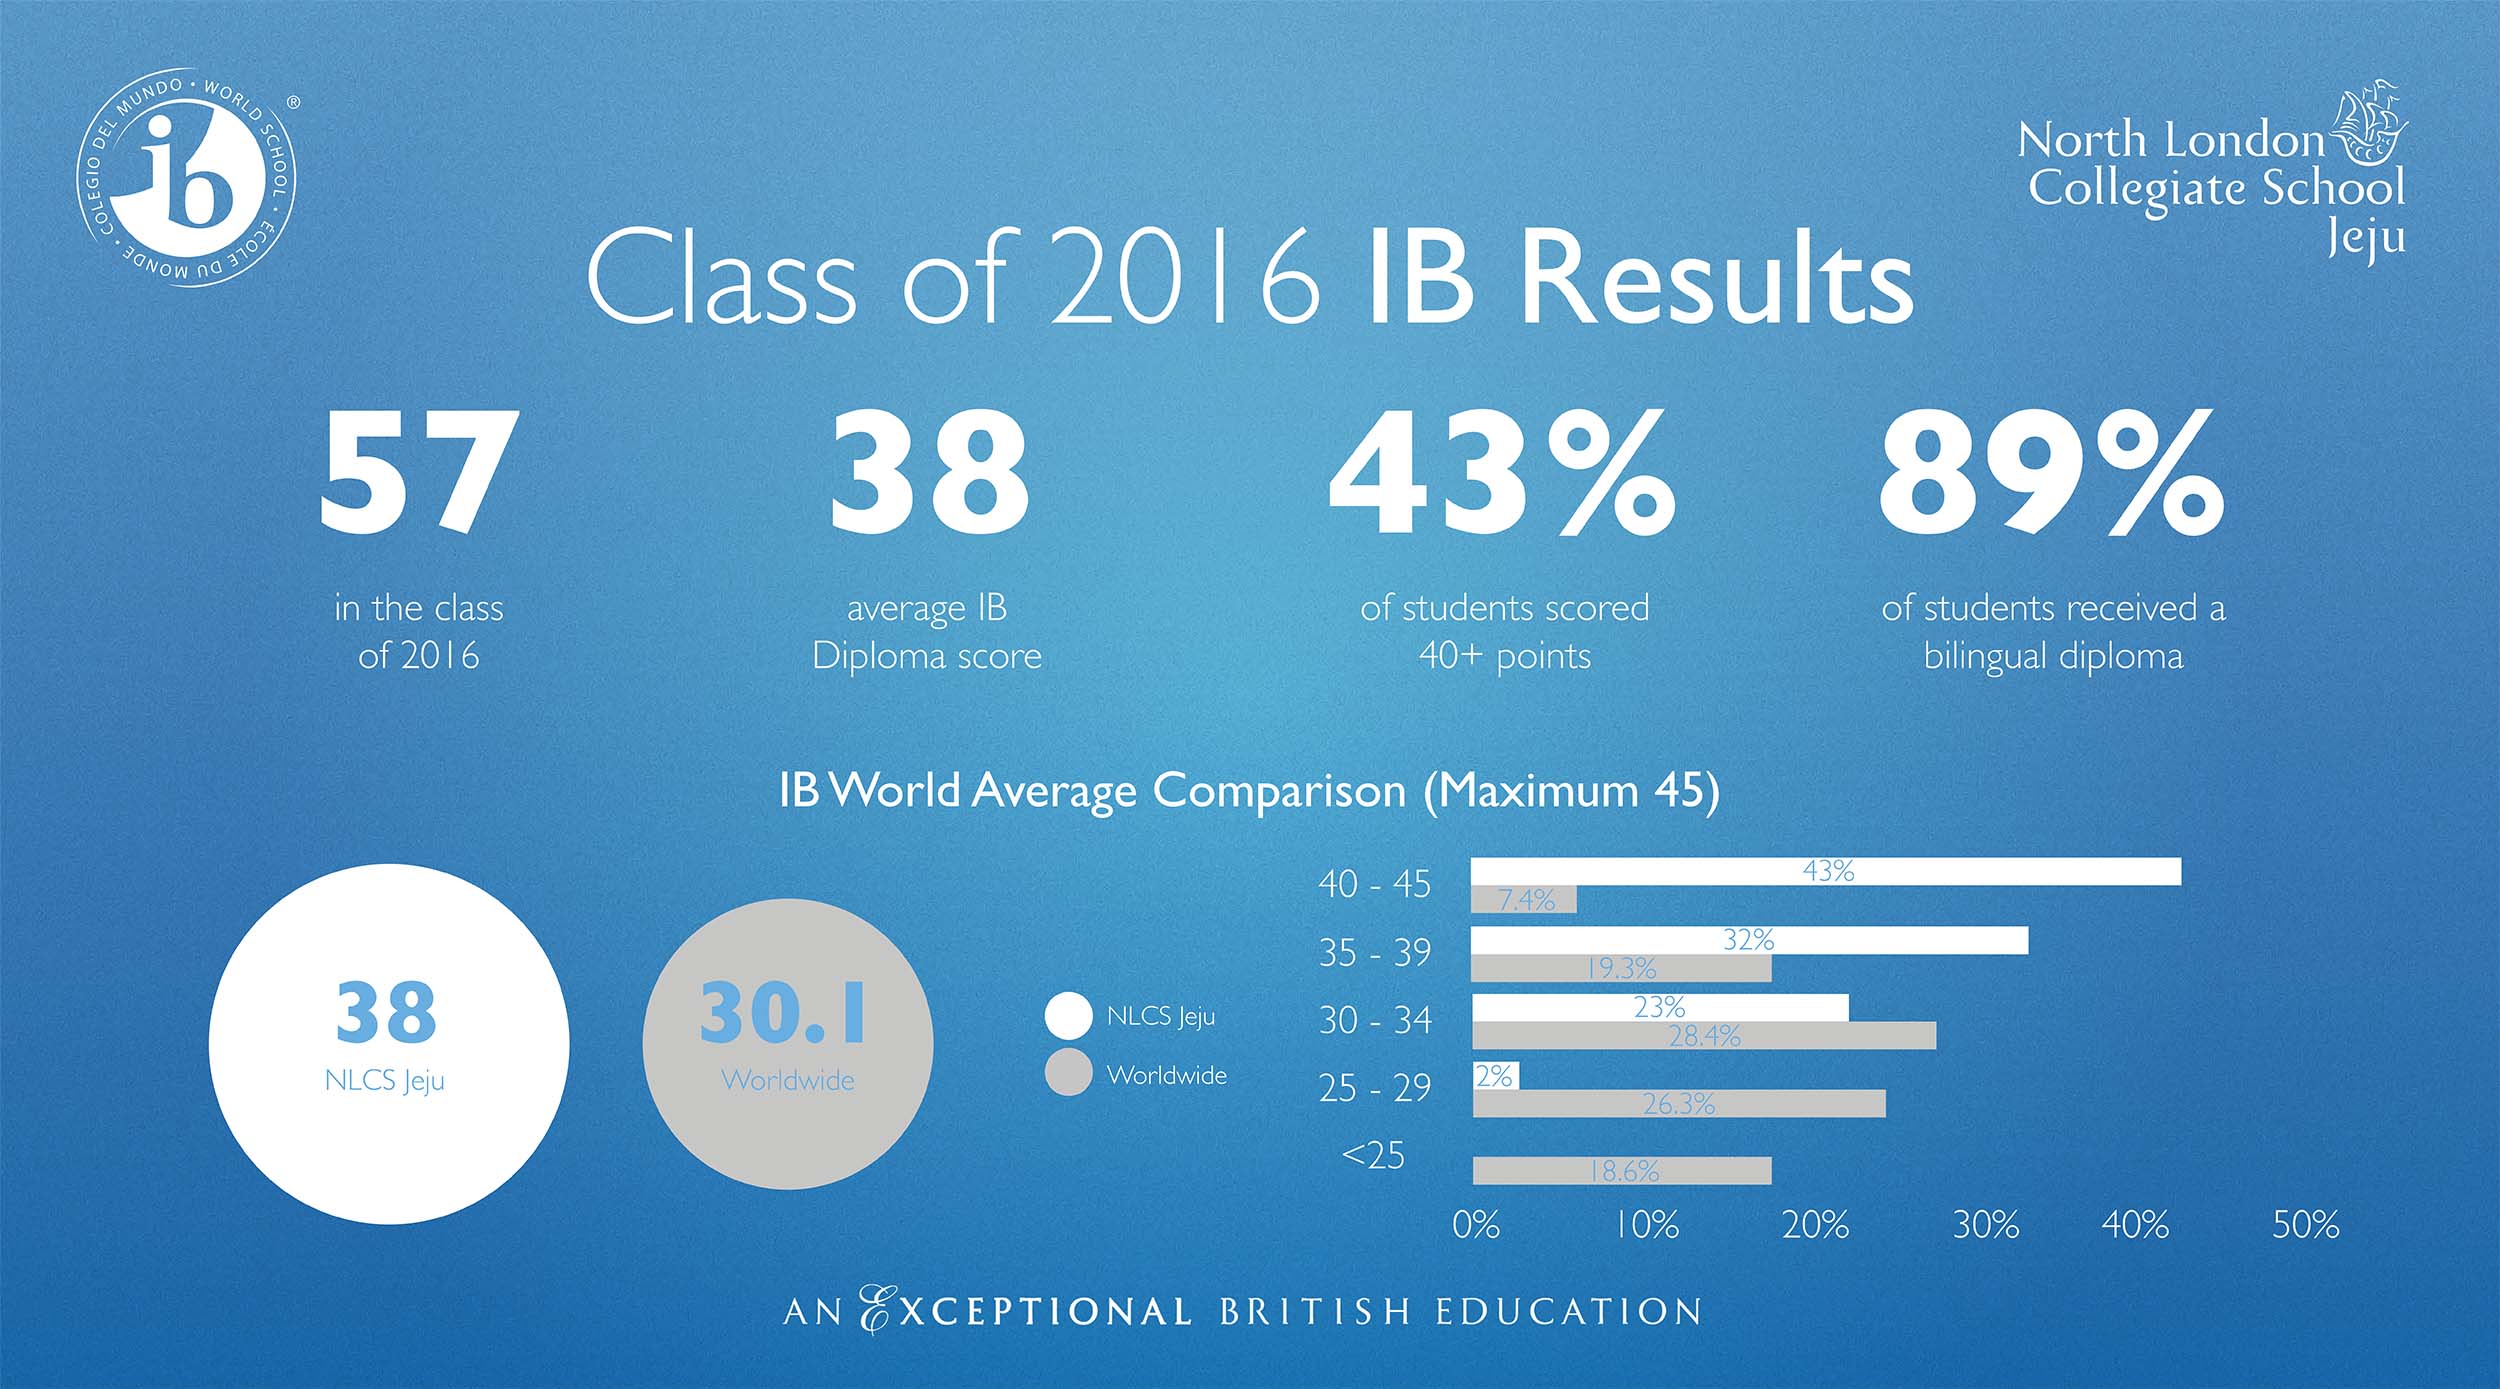 COLEGIO DEL MUNDO • WORLD SCHOOL • ÉCOLE DU MONDE •
®
ib
North London
Collegiate School
Jeju
Class of 2016 IB Results
57
in the class
of 2016
38
average IB
Diploma score
43%
of students scored
40+ points
89%
of students received a
bilingual diploma
IB World Average Comparison (Maximum 45)
38
NLCS Jeju
30.1
Worldwide
NLCS Jeju
Worldwide
40 - 45
43%
7.4%
35 - 39
32%
19.3%
30 - 34
23%
28.4%
25 - 29
2%
26.3%
<25
18.6%
0% 10% 20% 30% 40% 50%
AN EXCEPTIONAL BRITISH EDUCATION